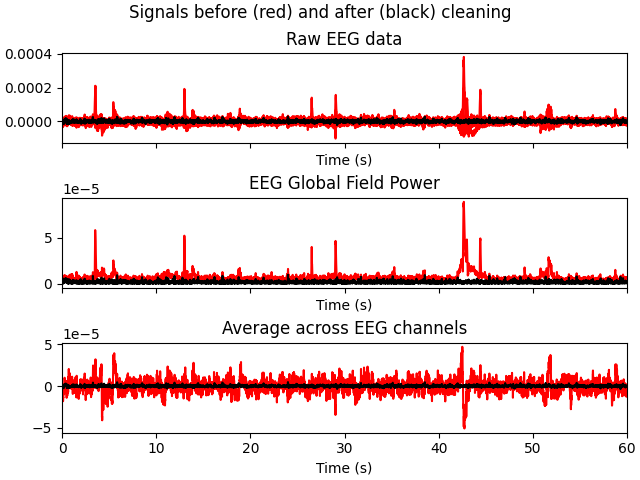 Signals before (red) and after (black) cleaning
Raw EEG data
0.0004
0.0002
0.0000
Time (s)
EEG Global Field Power
1e−5
5
0
Time (s)
Average across EEG channels
1e−5
5
0
−5
0 10 20 30 40 50 60
Time (s)